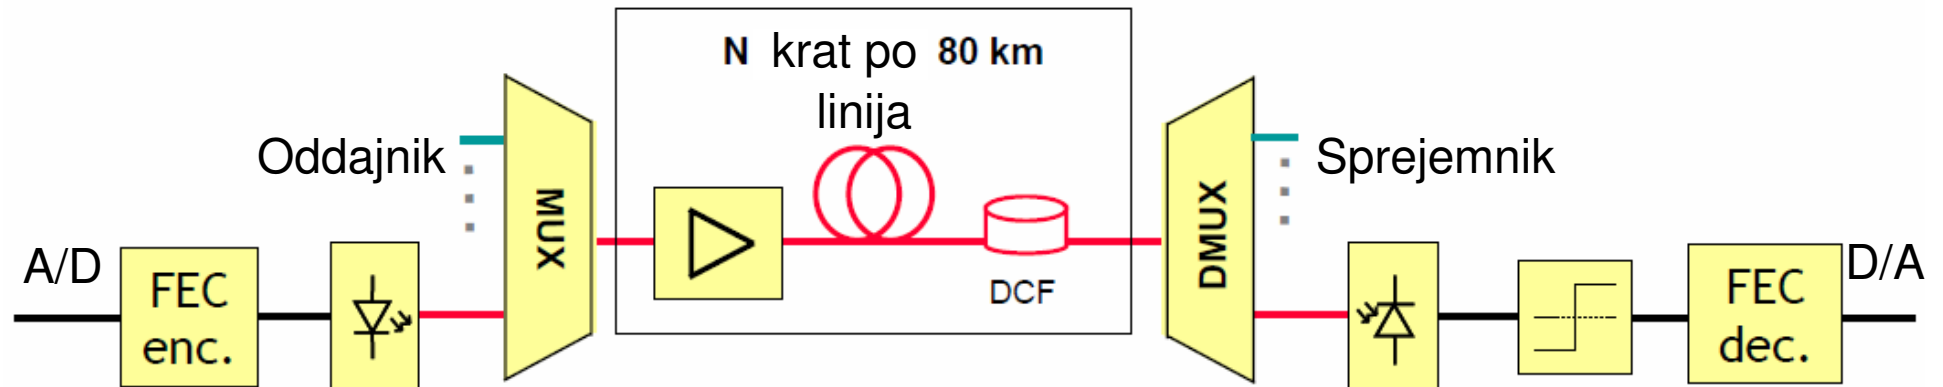 N krat po 80 km
linija
Oddajnik
Sprejemnik
MUX
DMUX
A/D
FEC
enc.
DCF
FEC
dec.
D/A